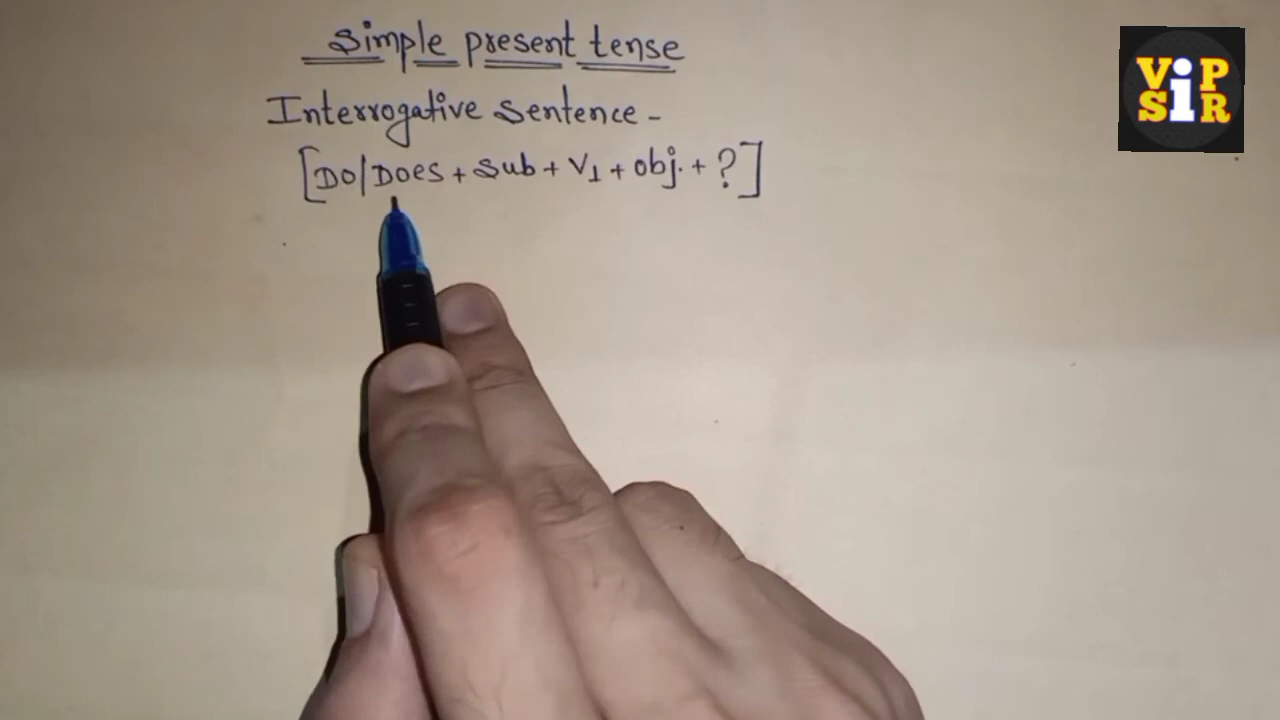 Simple present tense
Interrogative Sentence -
[DO/DOES + Sub + V1 + obj. + ?]
ViP
SiR